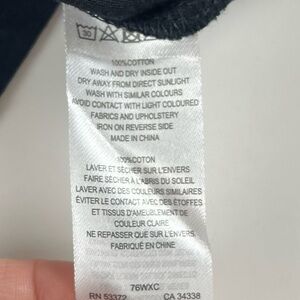 30
100%COTTON
WASH AND DRY INSIDE OUT
DRY AWAY FROM DIRECT SUNLIGHT
WASH WITH SIMILAR COLOURS
AVOID CONTACT WITH LIGHT COLOURED
FABRICS AND UPHOLSTERY
IRON ON REVERSE SIDE
MADE IN CHINA
100%COTON
LAVER ET SÉCHER SUR L'ENVERS
FAIRE SÉCHER À L'ABRIS DU SOLEIL
LAVER AVEC DES COULEURS SIMILAIRES
ÉVITER LE CONTACT AVEC DES ÉTOFFES
ET TISSUS D'AMEUBLEMENT DE
COULEUR CLAIRE
NE REPASSER QUE SUR L'ENVERS
FABRIQUÉ EN CHINE
76WXC
RN 53372 CA 34338